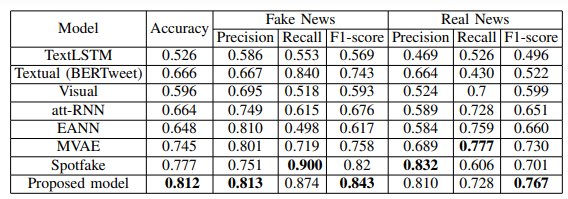 Model Accuracy Fake News Real News
Precision Recall F1-score Precision Recall F1-score
TextLSTM 0.526 0.586 0.553 0.569 0.469 0.526 0.496
Textual (BERTweet) 0.666 0.667 0.840 0.743 0.664 0.430 0.522
Visual 0.596 0.695 0.518 0.593 0.524 0.7 0.599
att-RNN 0.664 0.749 0.615 0.676 0.589 0.728 0.651
EANN 0.648 0.810 0.498 0.617 0.584 0.759 0.660
MVAE 0.745 0.801 0.719 0.758 0.689 0.777 0.730
Spotfake 0.777 0.751 0.900 0.82 0.832 0.606 0.701
Proposed model 0.812 0.813 0.874 0.843 0.810 0.728 0.767